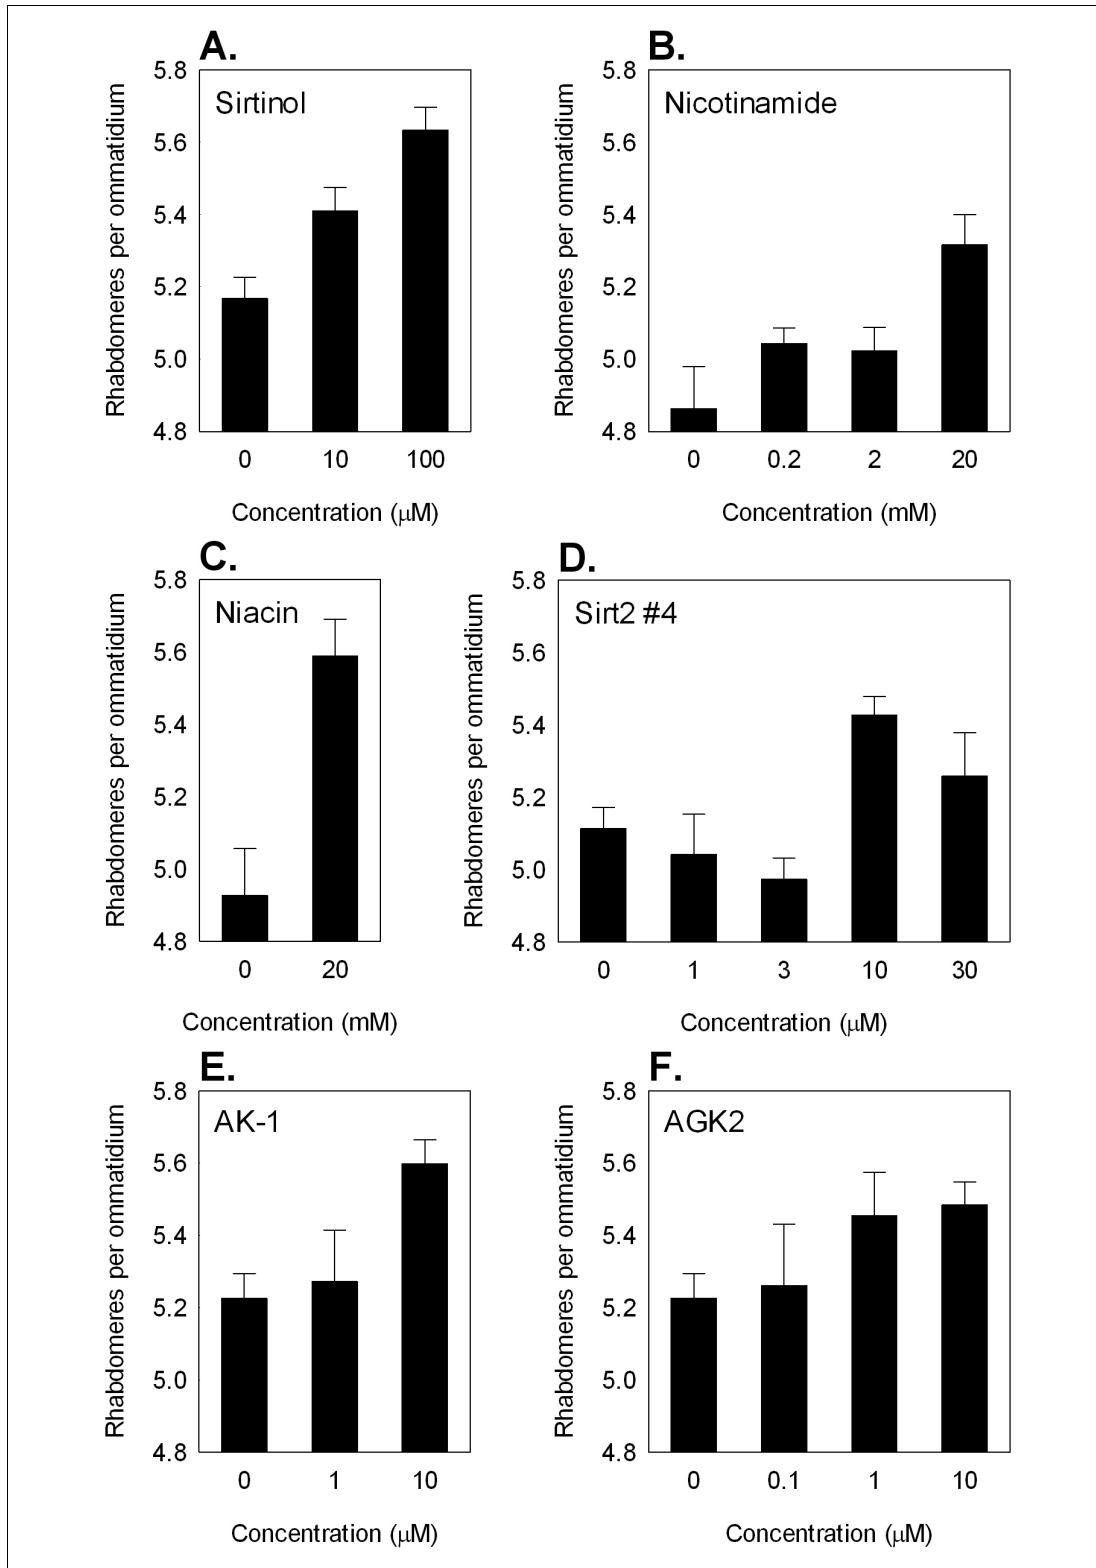 A.
Sirtinol
Rhabdomeres per ommatidium
5.8
5.6
5.4
5.2
5.0
4.8
0 10 100
Concentration (μM)
B.
Nicotinamide
Rhabdomeres per ommatidium
5.8
5.6
5.4
5.2
5.0
4.8
0 0.2 2 20
Concentration (mM)
C.
Niacin
Rhabdomeres per ommatidium
5.8
5.6
5.4
5.2
5.0
4.8
0 20
Concentration (mM)
D.
Sirt2 #4
Rhabdomeres per ommatidium
5.8
5.6
5.4
5.2
5.0
4.8
0 1 3 10 30
Concentration (μM)
E.
AK-1
Rhabdomeres per ommatidium
5.8
5.6
5.4
5.2
5.0
4.8
0 1 10
Concentration (μM)
F.
AGK2
Rhabdomeres per ommatidium
5.8
5.6
5.4
5.2
5.0
4.8
0 0.1 1 10
Concentration (μM)